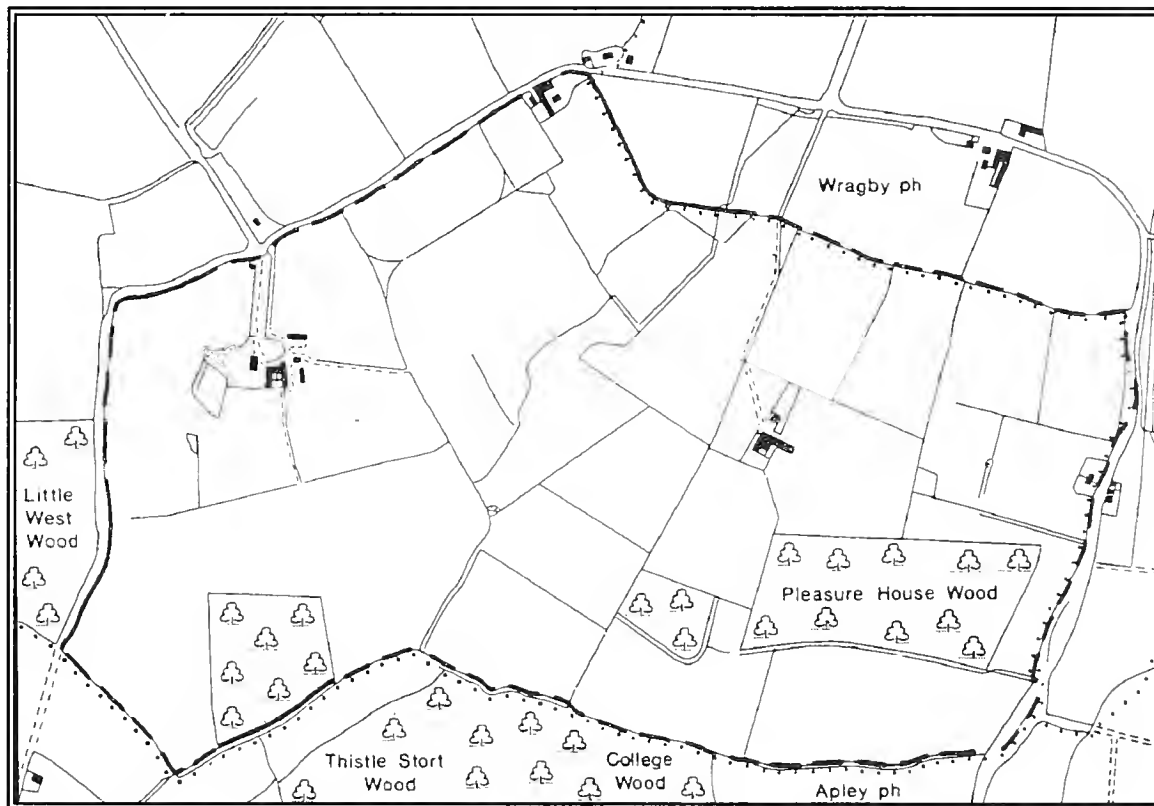 Wragby ph
Little
West
Wood
Pleasure House Wood
Thistle Stort
Wood
College
Wood
Apley ph